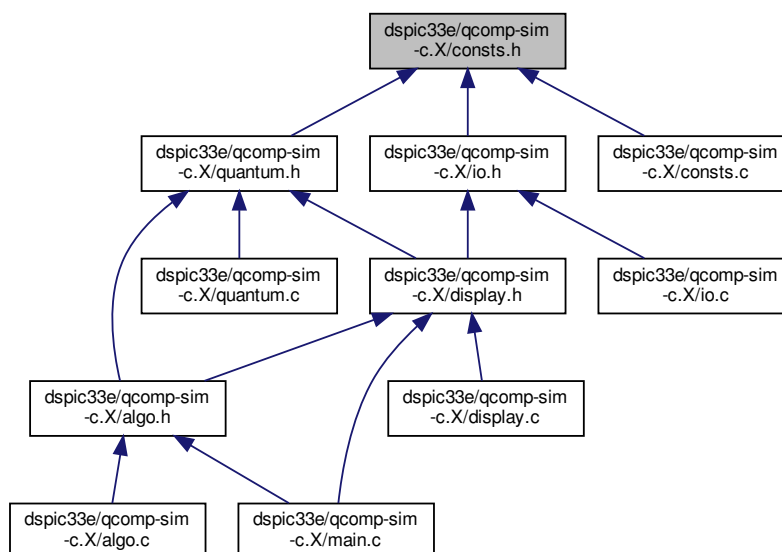 dspic33e/qcomp-sim
-c.X/consts.h
dspic33e/qcomp-sim
-c.X/quantum.h
dspic33e/qcomp-sim
-c.X/io.h
dspic33e/qcomp-sim
-c.X/consts.c
dspic33e/qcomp-sim
-c.X/quantum.c
dspic33e/qcomp-sim
-c.X/display.h
dspic33e/qcomp-sim
-c.X/io.c
dspic33e/qcomp-sim
-c.X/algo.h
dspic33e/qcomp-sim
-c.X/display.c
dspic33e/qcomp-sim
-c.X/algo.c
dspic33e/qcomp-sim
-c.X/main.c